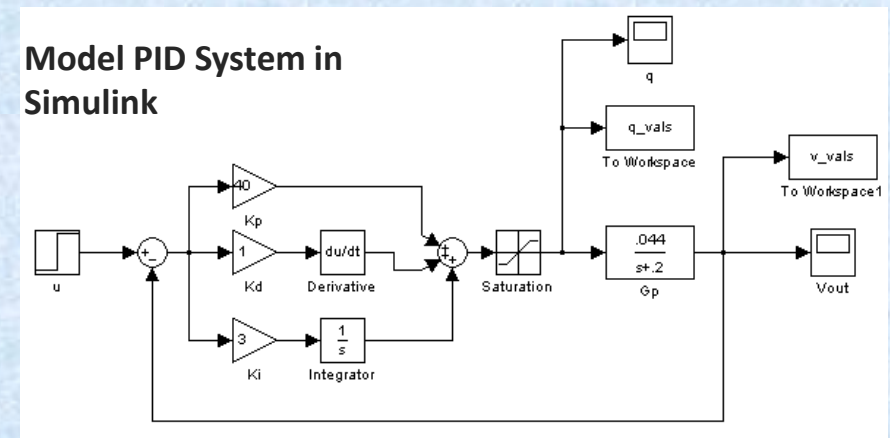 Model PID System in
Simulink
q
q_vals
To Workspace
v_vals
To Workspace1
40
Kp
+
-
u
1
Kd
du/dt
Derivative
+
+
+
Saturation
.044
s+.2
Gp
Vout
3
Ki
1
s
Integrator